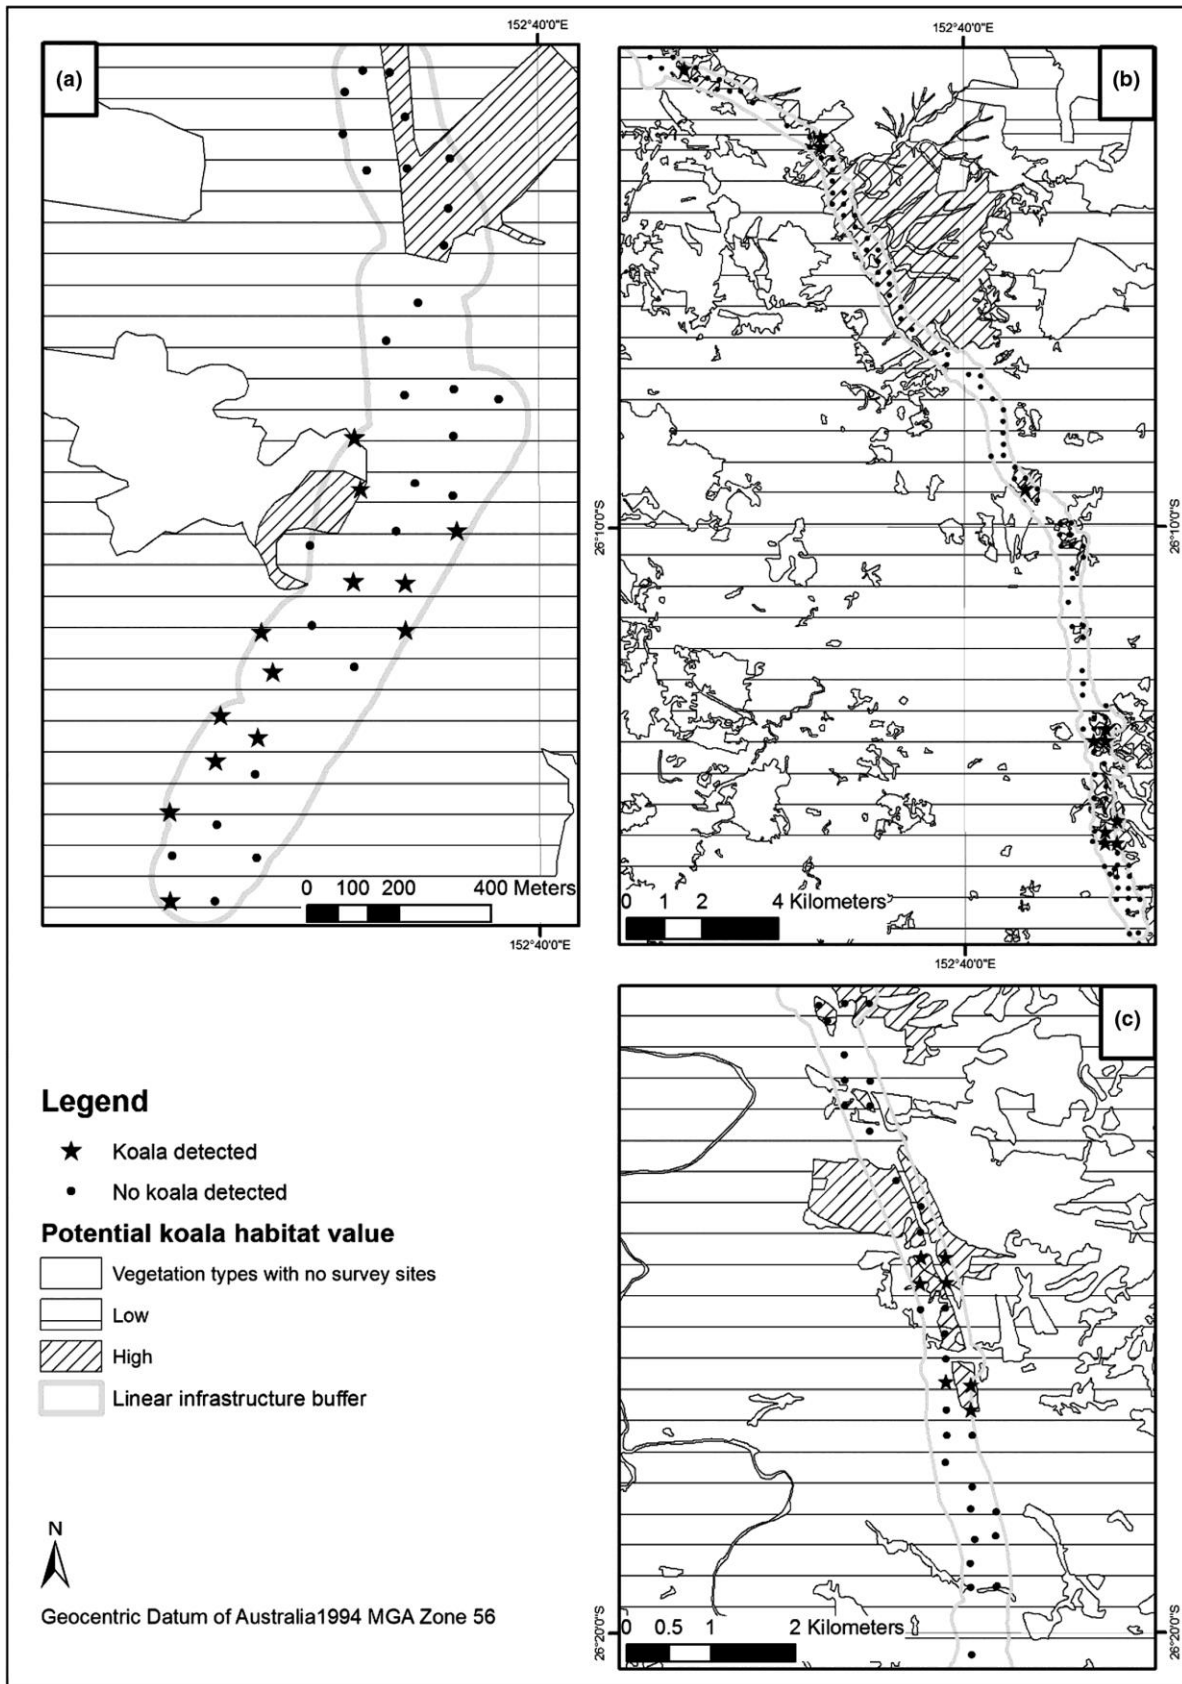 152°40'0"E
152°40'0"E
(a)
(b)
26°10'0"S
26°10'0"S
0 100 200 400 Meters
0 1 2 4 Kilometers
152°40'0"E
152°40'0"E
(c)
Legend
Koala detected
No koala detected
Potential koala habitat value
Vegetation types with no survey sites
Low
High
Linear infrastructure buffer
N
Geocentric Datum of Australia1994 MGA Zone 56
0 0.5 1 2 Kilometers
26°20'0"S
26°20'0"S